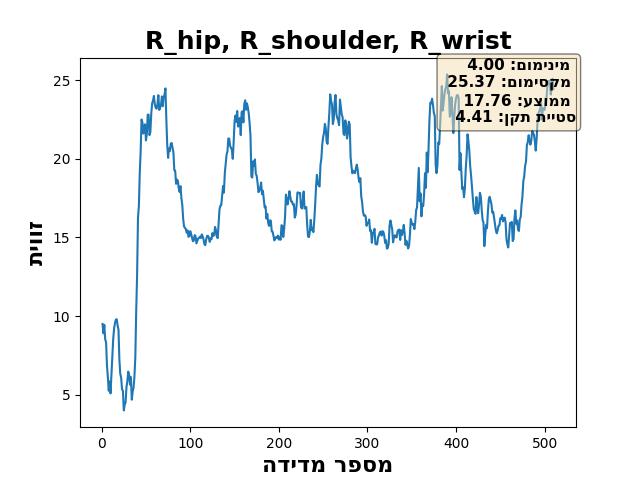 R_hip, R_shoulder, R_wrist
מינימום: 4.00
מקסימום: 25.37
ממוצע: 17.76
סטיית תקן: 4.41
25
20
15
10
5
זווית
0 100 200 300 400 500
מספר מדידה